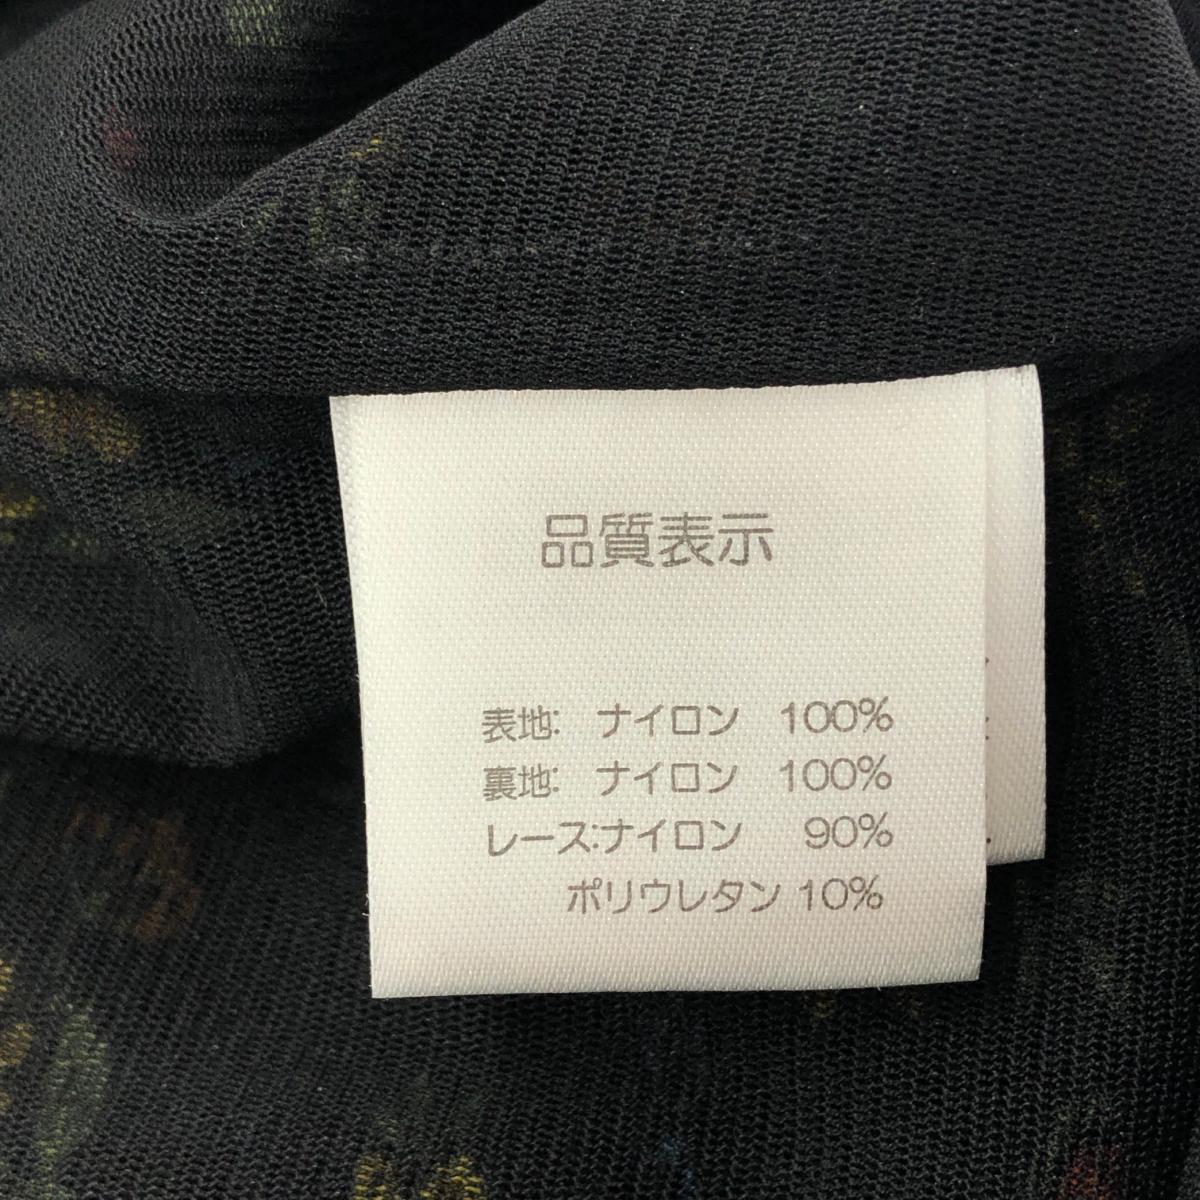 品質表示
表地: ナイロン 100%
裏地: ナイロン 100%
レース:ナイロン 90%
ポリウレタン 10%